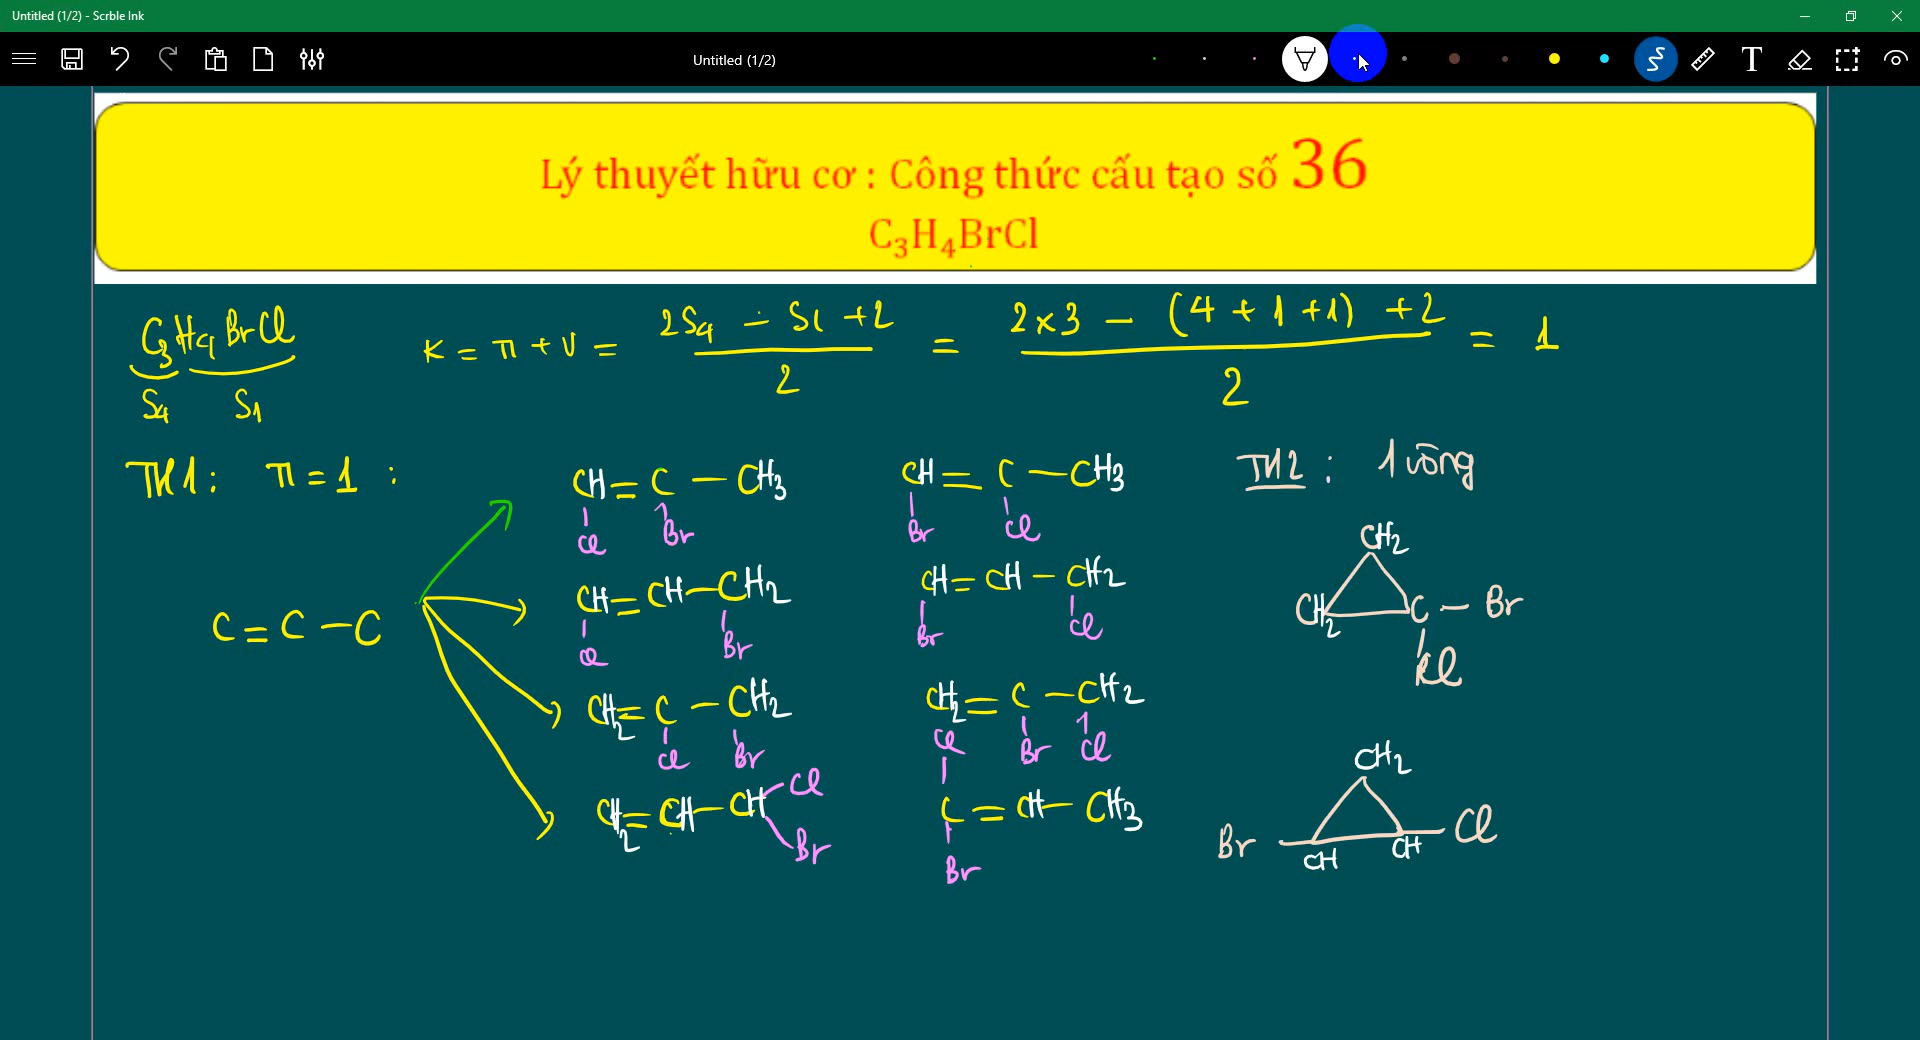 Untitled (1/2) - Scrble Ink
Untitled (1/2)
T
Lý thuyết hữu cơ : Công thức cấu tạo số 36
C₃H₄BrCl
C₃H₄BrCl
S₄ S₁
K = π + v = (2S₄ - S₁ + 2)/2 = (2×3 - (4 + 1 + 1) + 2)/2 = 1
TH1: π = 1 :
C = C - C
CH = C - CH₃
Cl Br
CH = CH - CH₂
Cl Br
CH₂ = C - CH₂
Cl Br
CH₂ = CH - CH
Cl
Br
CH = C - CH₃
Br Cl
CH = CH - CH₂
Br Cl
CH₂ = C - CH₂
Br Cl
Cl
C = CH - CH₃
Br
TH2 : 1 vòng
CH₂
CH₂ C - Br
Cl
CH₂
Br CH CH Cl